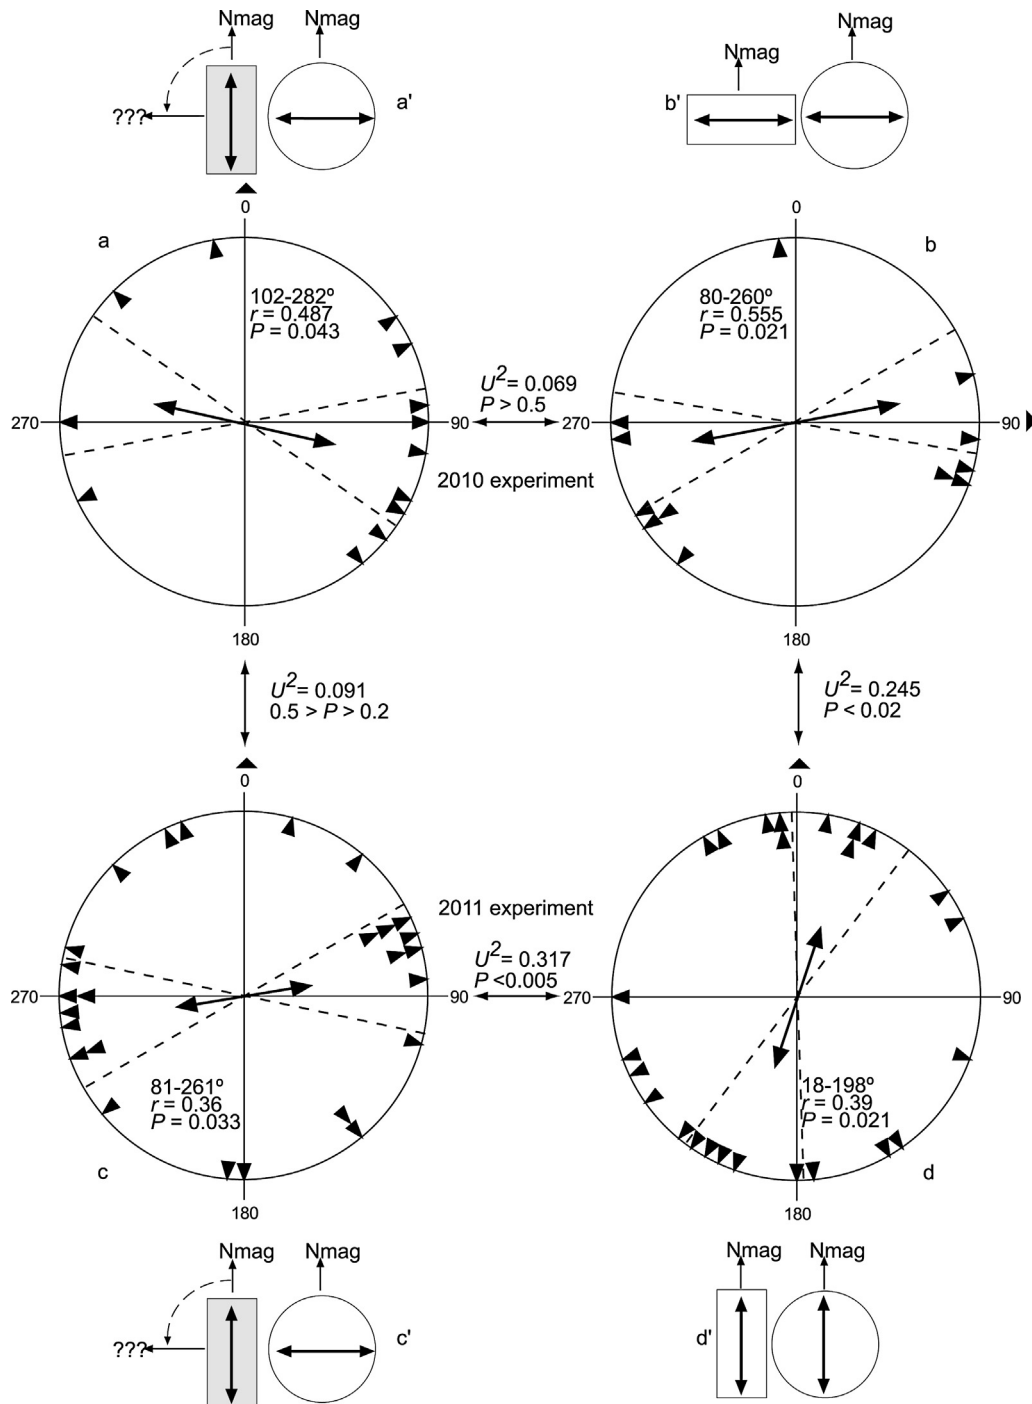 Nmag Nmag
??? a'
Nmag
Nmag
b'
0
a
102-282º
r = 0.487
P = 0.043
270 90
180
0
b
80-260º
r = 0.555
P = 0.021
270 90
180
U² = 0.069
P > 0.5
2010 experiment
U² = 0.091
0.5 > P > 0.2
U² = 0.245
P < 0.02
0
270 90
81-261º
r = 0.36
P = 0.033
c
180
2011 experiment
U² = 0.317
P <0.005
0
270 90
18-198º
r = 0.39
P = 0.021
d
180
Nmag Nmag
??? c'
Nmag Nmag
d'